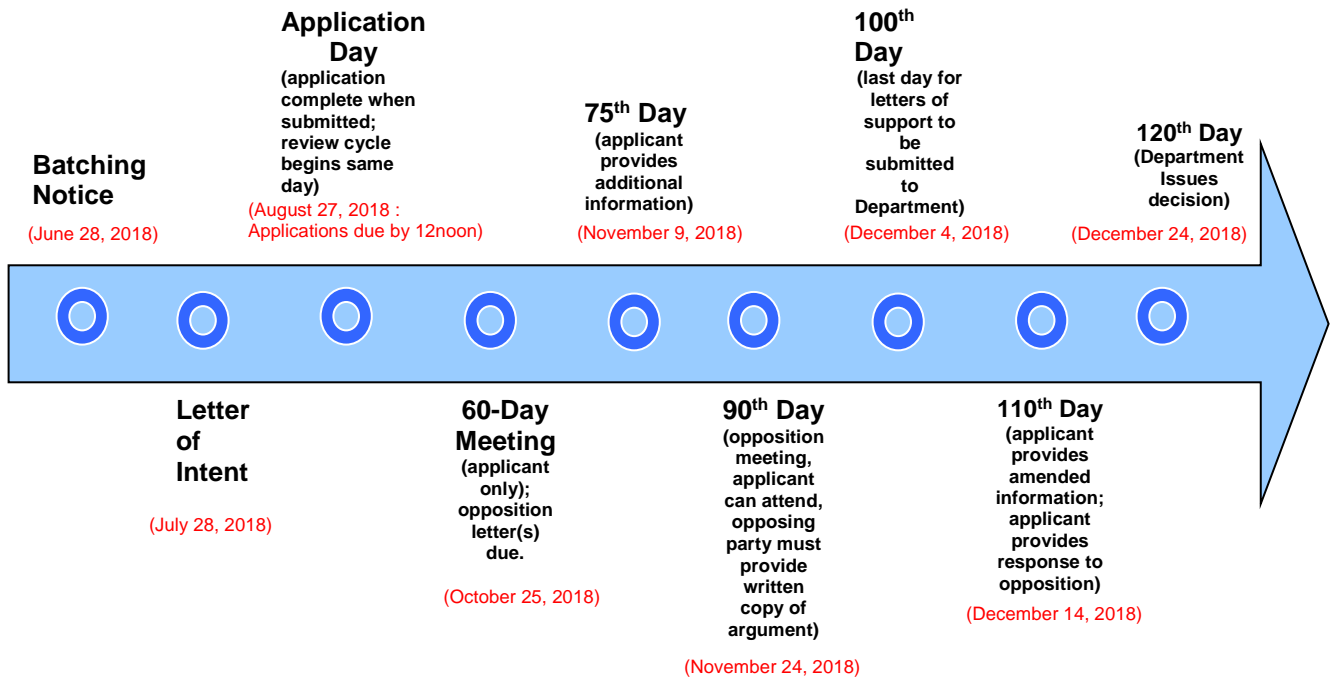 Batching
Notice
(June 28, 2018)
Letter
of
Intent
(July 28, 2018)
Application
Day
(application
complete when
submitted;
review cycle
begins same
day)
(August 27, 2018 :
Applications due by 12noon)
60-Day
Meeting
(applicant
only);
opposition
letter(s)
due.
(October 25, 2018)
75th Day
(applicant
provides
additional
information)
(November 9, 2018)
90th Day
(opposition
meeting,
applicant
can attend,
opposing
party must
provide
written
copy of
argument)
(November 24, 2018)
100th
Day
(last day for
letters of
support to
be
submitted
to
Department)
(December 4, 2018)
110th Day
(applicant
provides
amended
information;
applicant
provides
response to
opposition)
(December 14, 2018)
120th Day
(Department
Issues
decision)
(December 24, 2018)